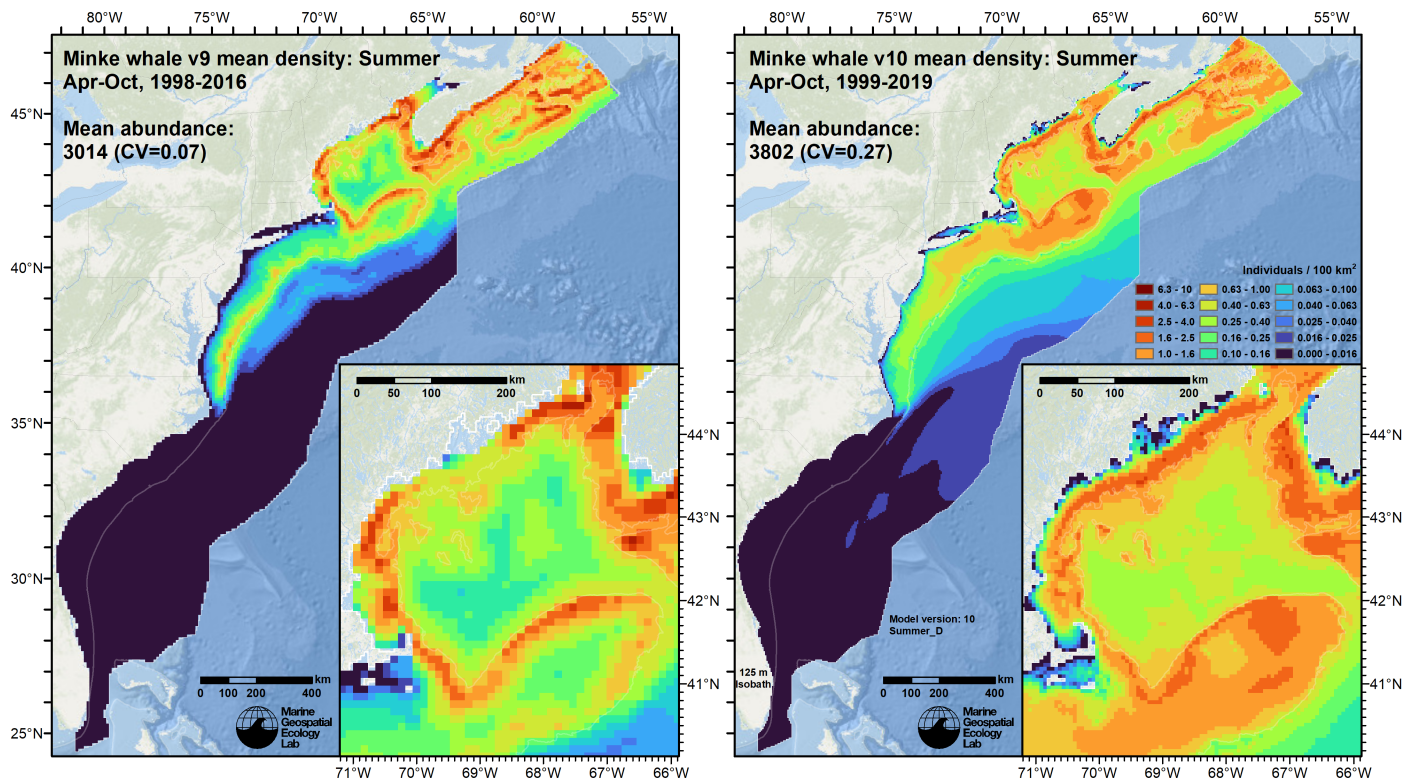 80°W 75°W 70°W 65°W 60°W 55°W
80°W 75°W 70°W 65°W 60°W 55°W
Minke whale v9 mean density: Summer
Apr-Oct, 1998-2016
Mean abundance:
3014 (CV=0.07)
45°N
40°N
35°N
30°N
25°N
km
0 50 100 200
44°N
43°N
42°N
41°N
km
0 100 200 400
Marine
Geospatial
Ecology
Lab
80°W 75°W
71°W 70°W 69°W 68°W 67°W 66°W
Minke whale v10 mean density: Summer
Apr-Oct, 1999-2019
Mean abundance:
3802 (CV=0.27)
Individuals / 100 km²
6.3 - 10 0.63 - 1.00 0.063 - 0.100
4.0 - 6.3 0.40 - 0.63 0.040 - 0.063
2.5 - 4.0 0.25 - 0.40 0.025 - 0.040
1.6 - 2.5 0.16 - 0.25 0.016 - 0.025
1.0 - 1.6 0.10 - 0.16 0.000 - 0.016
km
0 50 100 200
44°N
43°N
42°N
41°N
Model version: 10
Summer_D
125 m
Isobath
km
0 100 200 400
Marine
Geospatial
Ecology
Lab
80°W 75°W
71°W 70°W 69°W 68°W 67°W 66°W